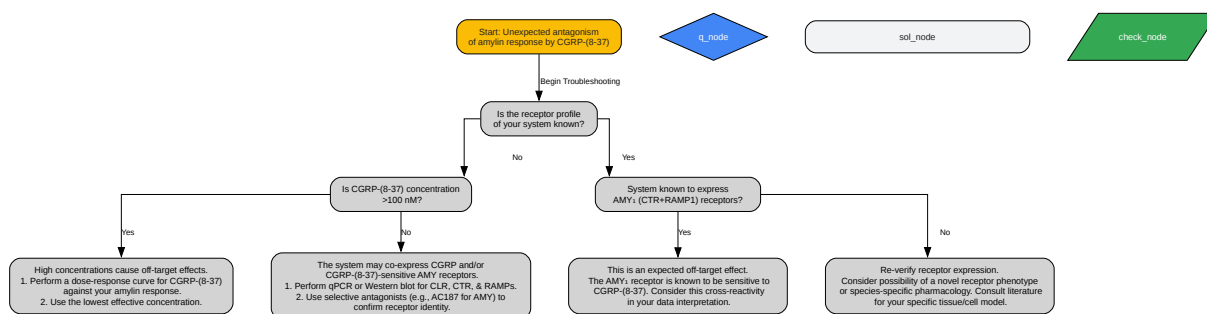 Start: Unexpected antagonism
of amylin response by CGRP-(8-37)
q_node
sol_node
check_node
Begin Troubleshooting
Is the receptor profile
of your system known?
No
Yes
Is CGRP-(8-37) concentration
>100 nM?
System known to express
AMY₁ (CTR+RAMP1) receptors?
Yes
No
Yes
No
High concentrations cause off-target effects.
1. Perform a dose-response curve for CGRP-(8-37)
against your amylin response.
2. Use the lowest effective concentration.
The system may co-express CGRP and/or
CGRP-(8-37)-sensitive AMY receptors.
1. Perform qPCR or Western blot for CLR, CTR, & RAMPs.
2. Use selective antagonists (e.g., AC187 for AMY) to
confirm receptor identity.
This is an expected off-target effect.
The AMY₁ receptor is known to be sensitive to
CGRP-(8-37). Consider this cross-reactivity
in your data interpretation.
Re-verify receptor expression.
Consider possibility of a novel receptor phenotype
or species-specific pharmacology. Consult literature
for your specific tissue/cell model.